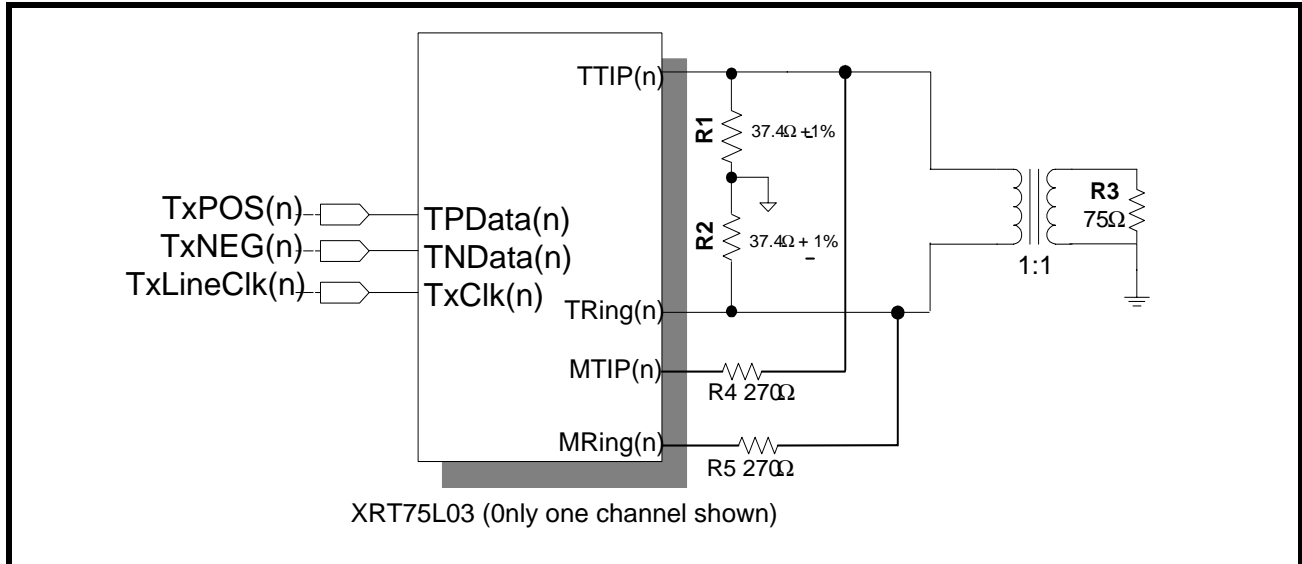 TTIP(n)
R1
37.4Ω ±1%
TxPOS(n)
TPData(n)
TxNEG(n)
TNData(n)
TxLineClk(n)
TxClk(n)
R2
37.4Ω ± 1%
R3
75Ω
1:1
TRing(n)
MTIP(n)
R4 270Ω
MRing(n)
R5 270Ω
XRT75L03 (0nly one channel shown)